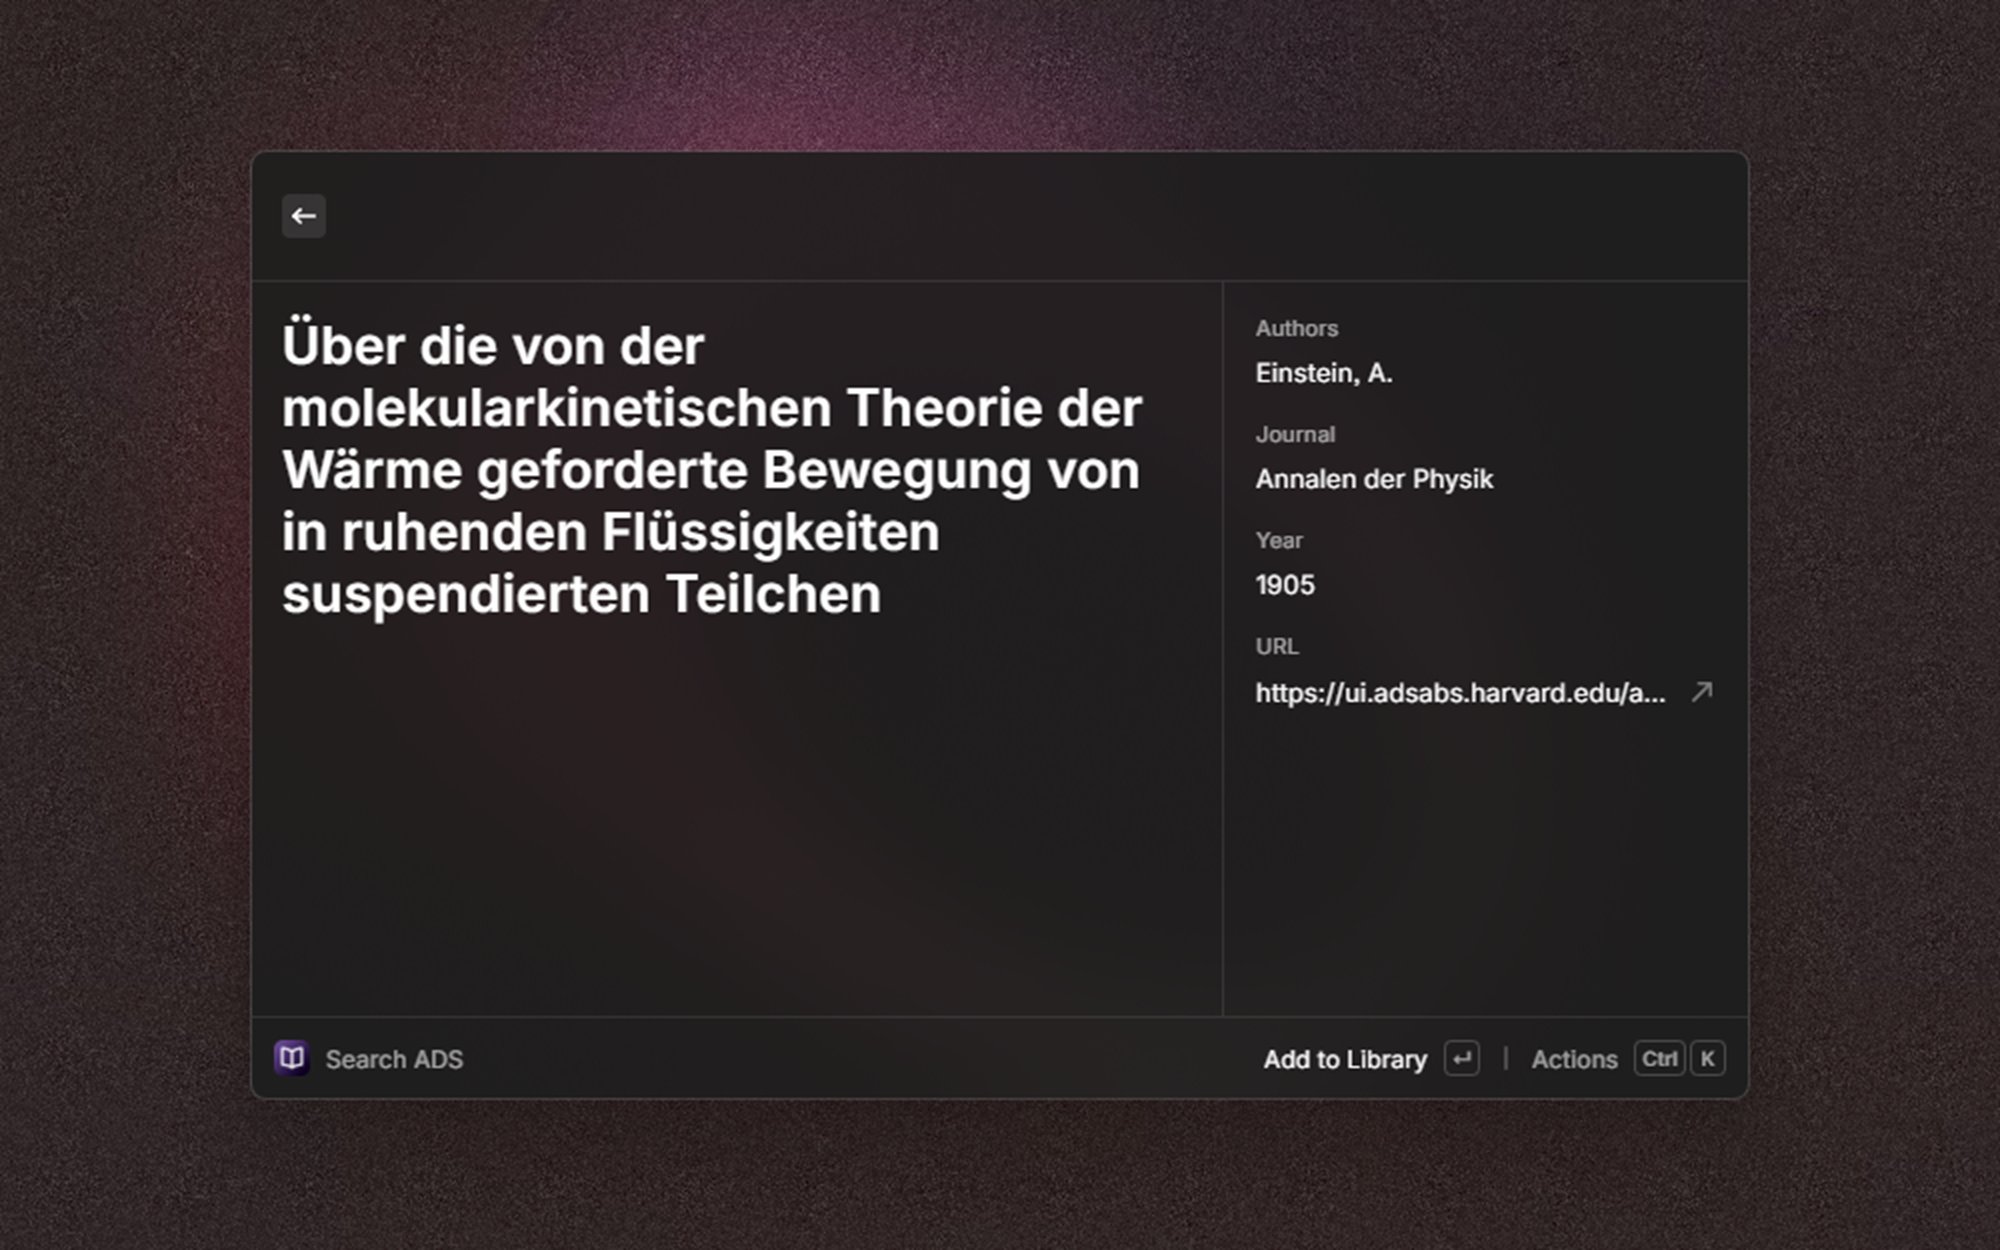 Über die von der
molekularkinetischen Theorie der
Wärme geforderte Bewegung von
in ruhenden Flüssigkeiten
suspendierten Teilchen
Authors
Einstein, A.
Journal
Annalen der Physik
Year
1905
URL
https://ui.adsabs.harvard.edu/a...
Search ADS
Add to Library
Actions Ctrl K